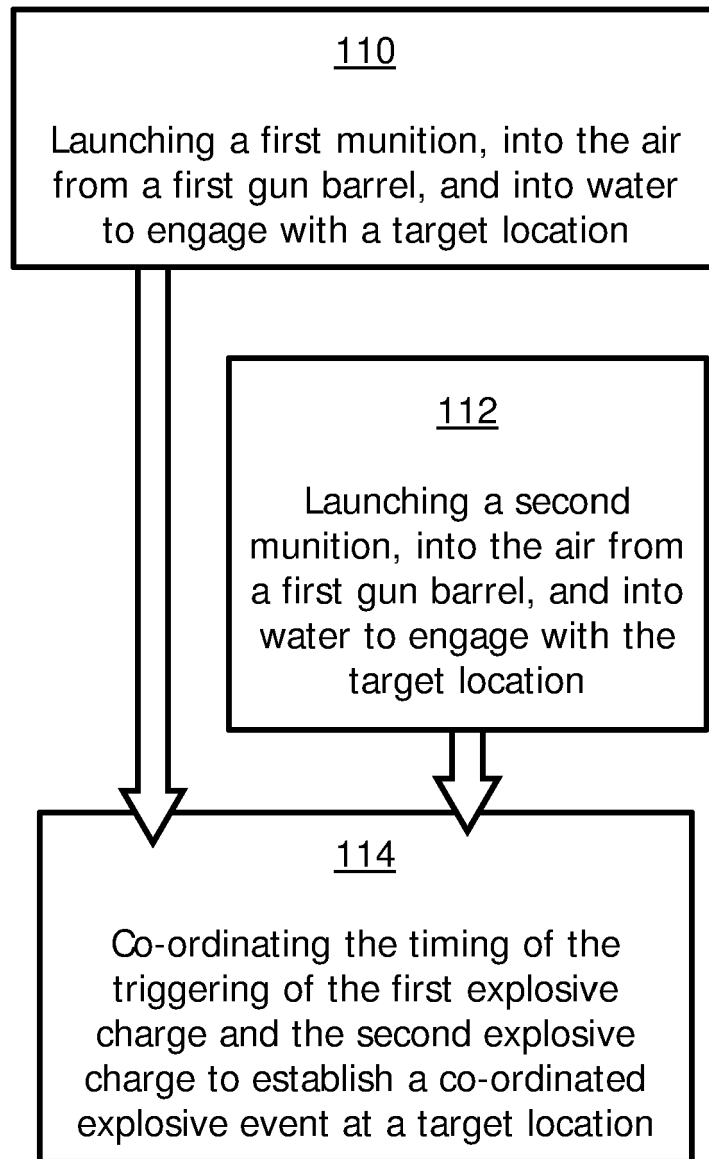 110
Launching a first munition, into the air
from a first gun barrel, and into water
to engage with a target location
112
Launching a second
munition, into the air from
a first gun barrel, and into
water to engage with the
target location
114
Co-ordinating the timing of the
triggering of the first explosive
charge and the second explosive
charge to establish a co-ordinated
explosive event at a target location